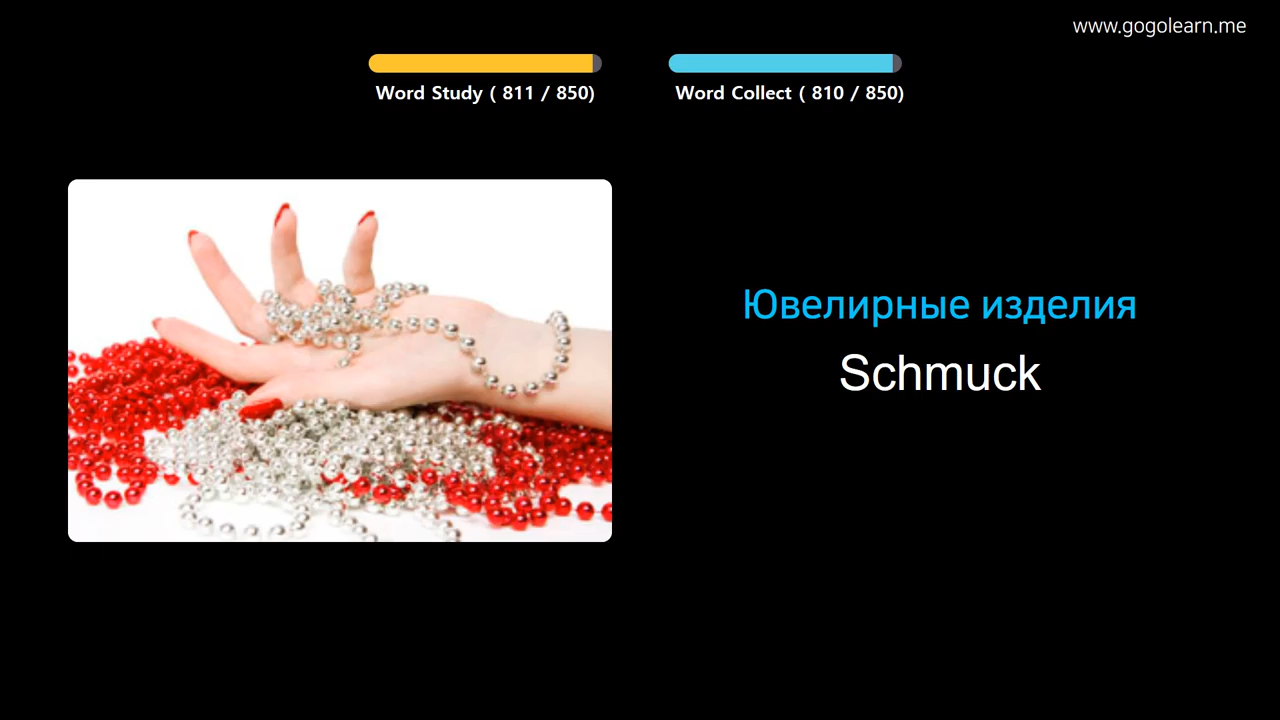 www.gogolearn.me
Word Study ( 811 / 850)
Word Collect ( 810 / 850)
Ювелирные изделия
Schmuck